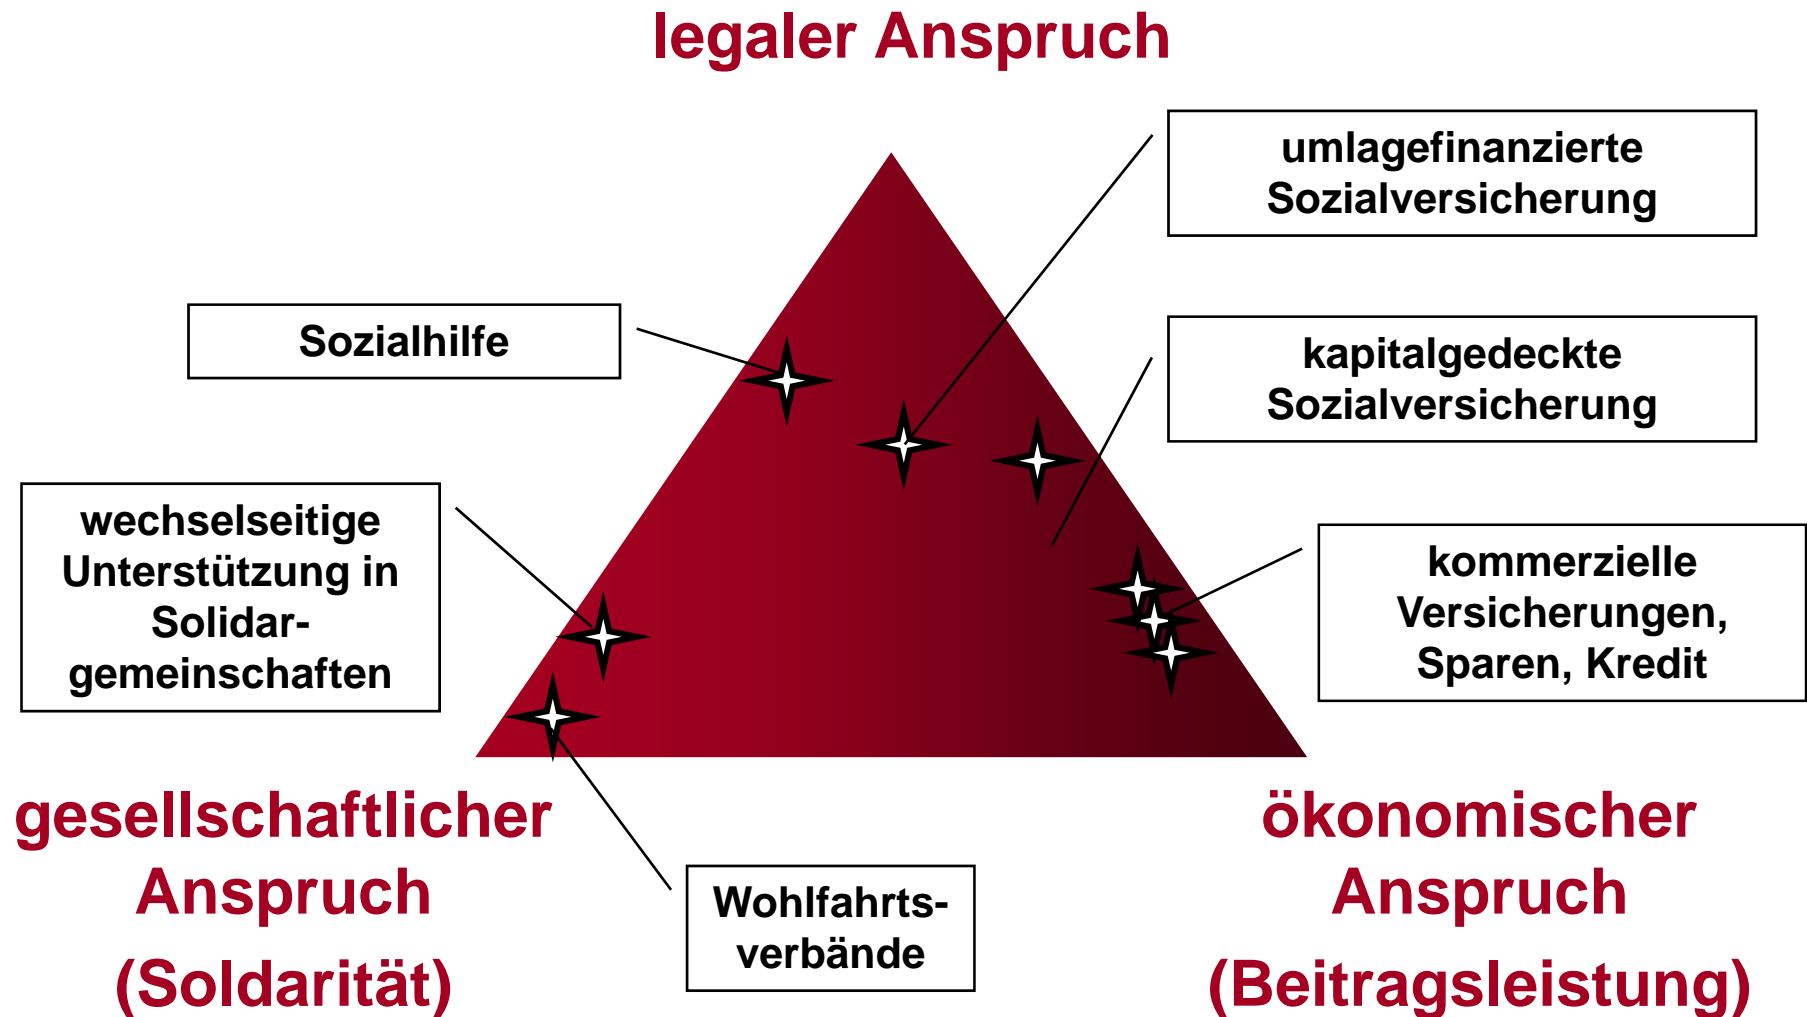 legaler Anspruch
umlagefinanzierte
Sozialversicherung
Sozialhilfe
kapitalgedeckte
Sozialversicherung
wechselseitige
Unterstützung in
Solidar-
gemeinschaften
kommerzielle
Versicherungen,
Sparen, Kredit
gesellschaftlicher
Anspruch
(Soldarität)
Wohlfahrts-
verbände
ökonomischer
Anspruch
(Beitragsleistung)